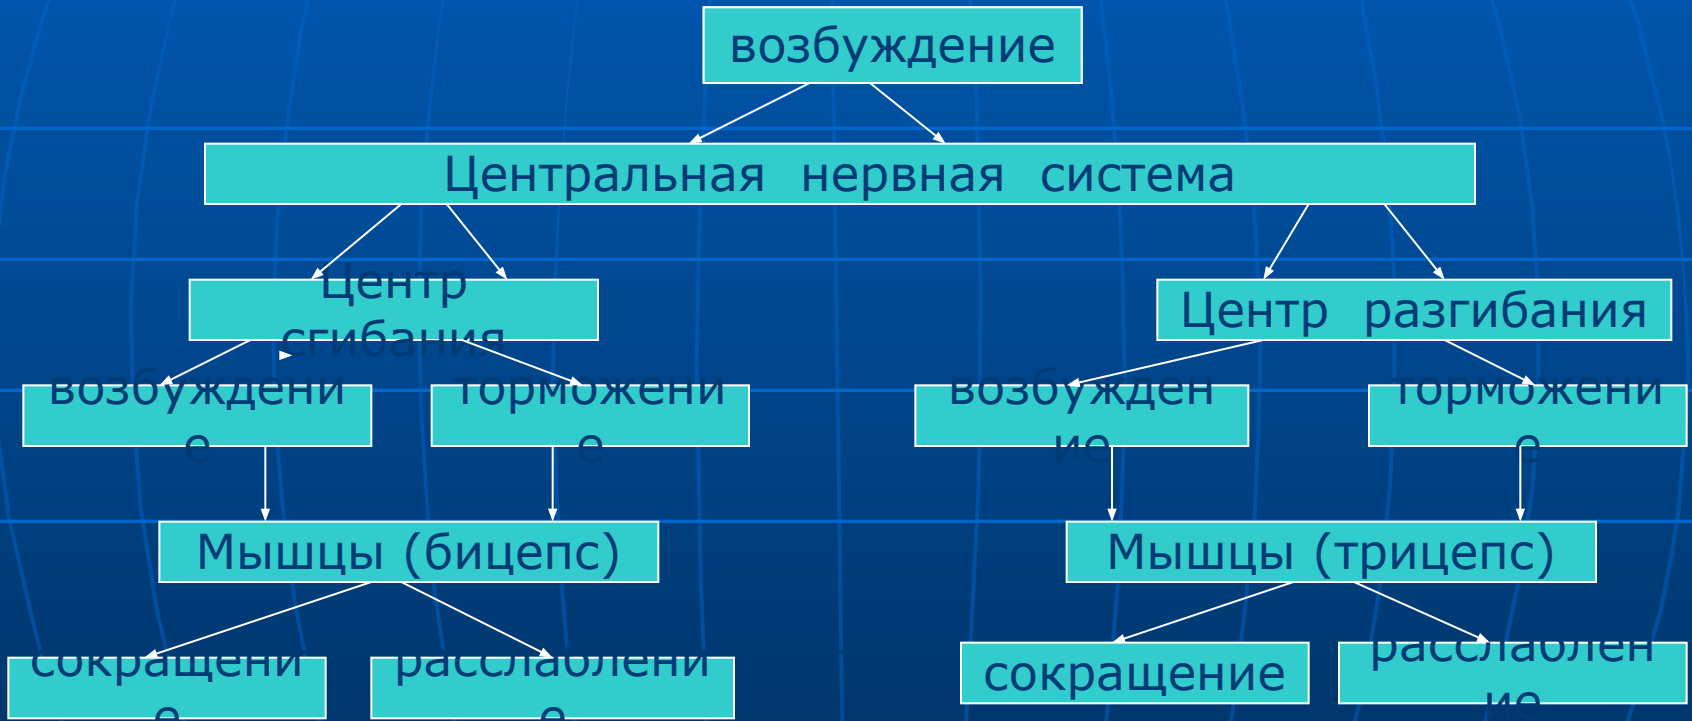 возбуждение
Центральная нервная система
Центр
сгибания
Центр разгибания
возбуждени
е
торможени
е
возбужден
ие
торможени
е
Мышцы (бицепс)
Мышцы (трицепс)
сокращени
е
расслаблени
е
сокращение
расслаблен
ие